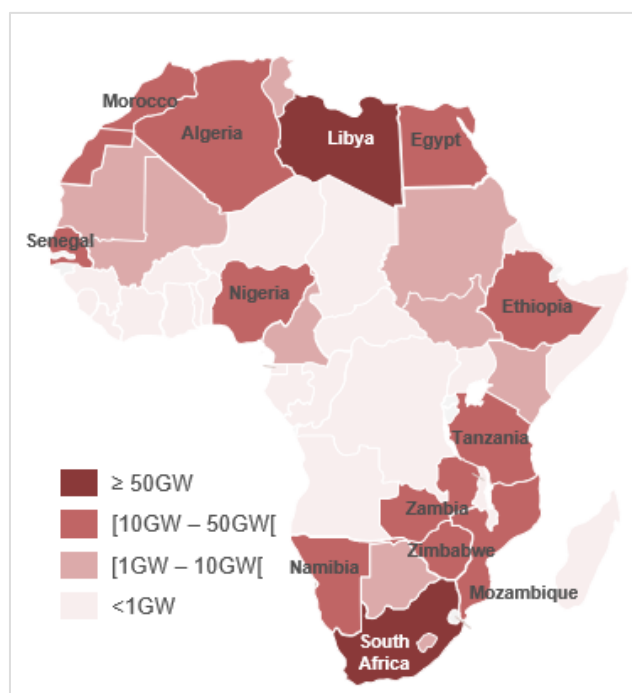 Morocco
Algeria
Libya
Egypt
Senegal
Nigeria
Ethiopia
Tanzania
Zambia
Zimbabwe
Namibia
Mozambique
South
Africa
≥ 50GW
[10GW – 50GW[
[1GW – 10GW[
<1GW